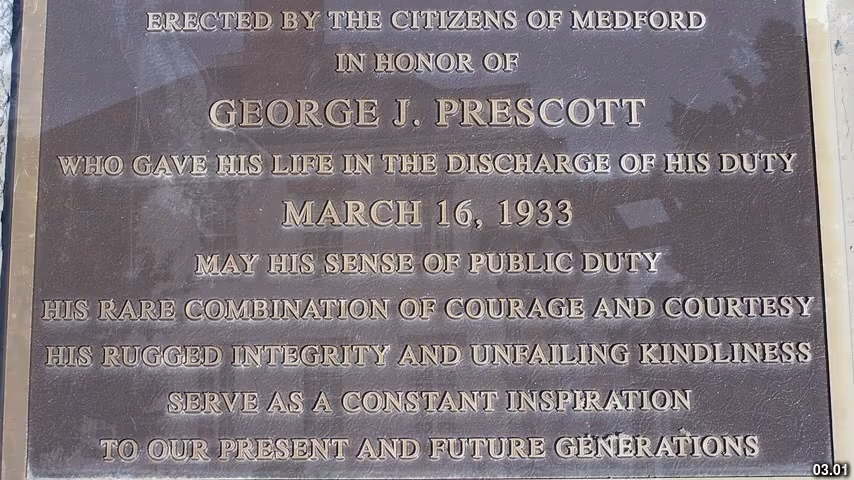 ERECTED BY THE CITIZENS OF MEDFORD
IN HONOR OF
GEORGE J. PRESCOTT
WHO GAVE HIS LIFE IN THE DISCHARGE OF HIS DUTY
MARCH 16, 1933
MAY HIS SENSE OF PUBLIC DUTY
HIS RARE COMBINATION OF COURAGE AND COURTESY
HIS RUGGED INTEGRITY AND UNFAILING KINDLINESS
SERVE AS A CONSTANT INSPIRATION
TO OUR PRESENT AND FUTURE GENERATIONS
03.01